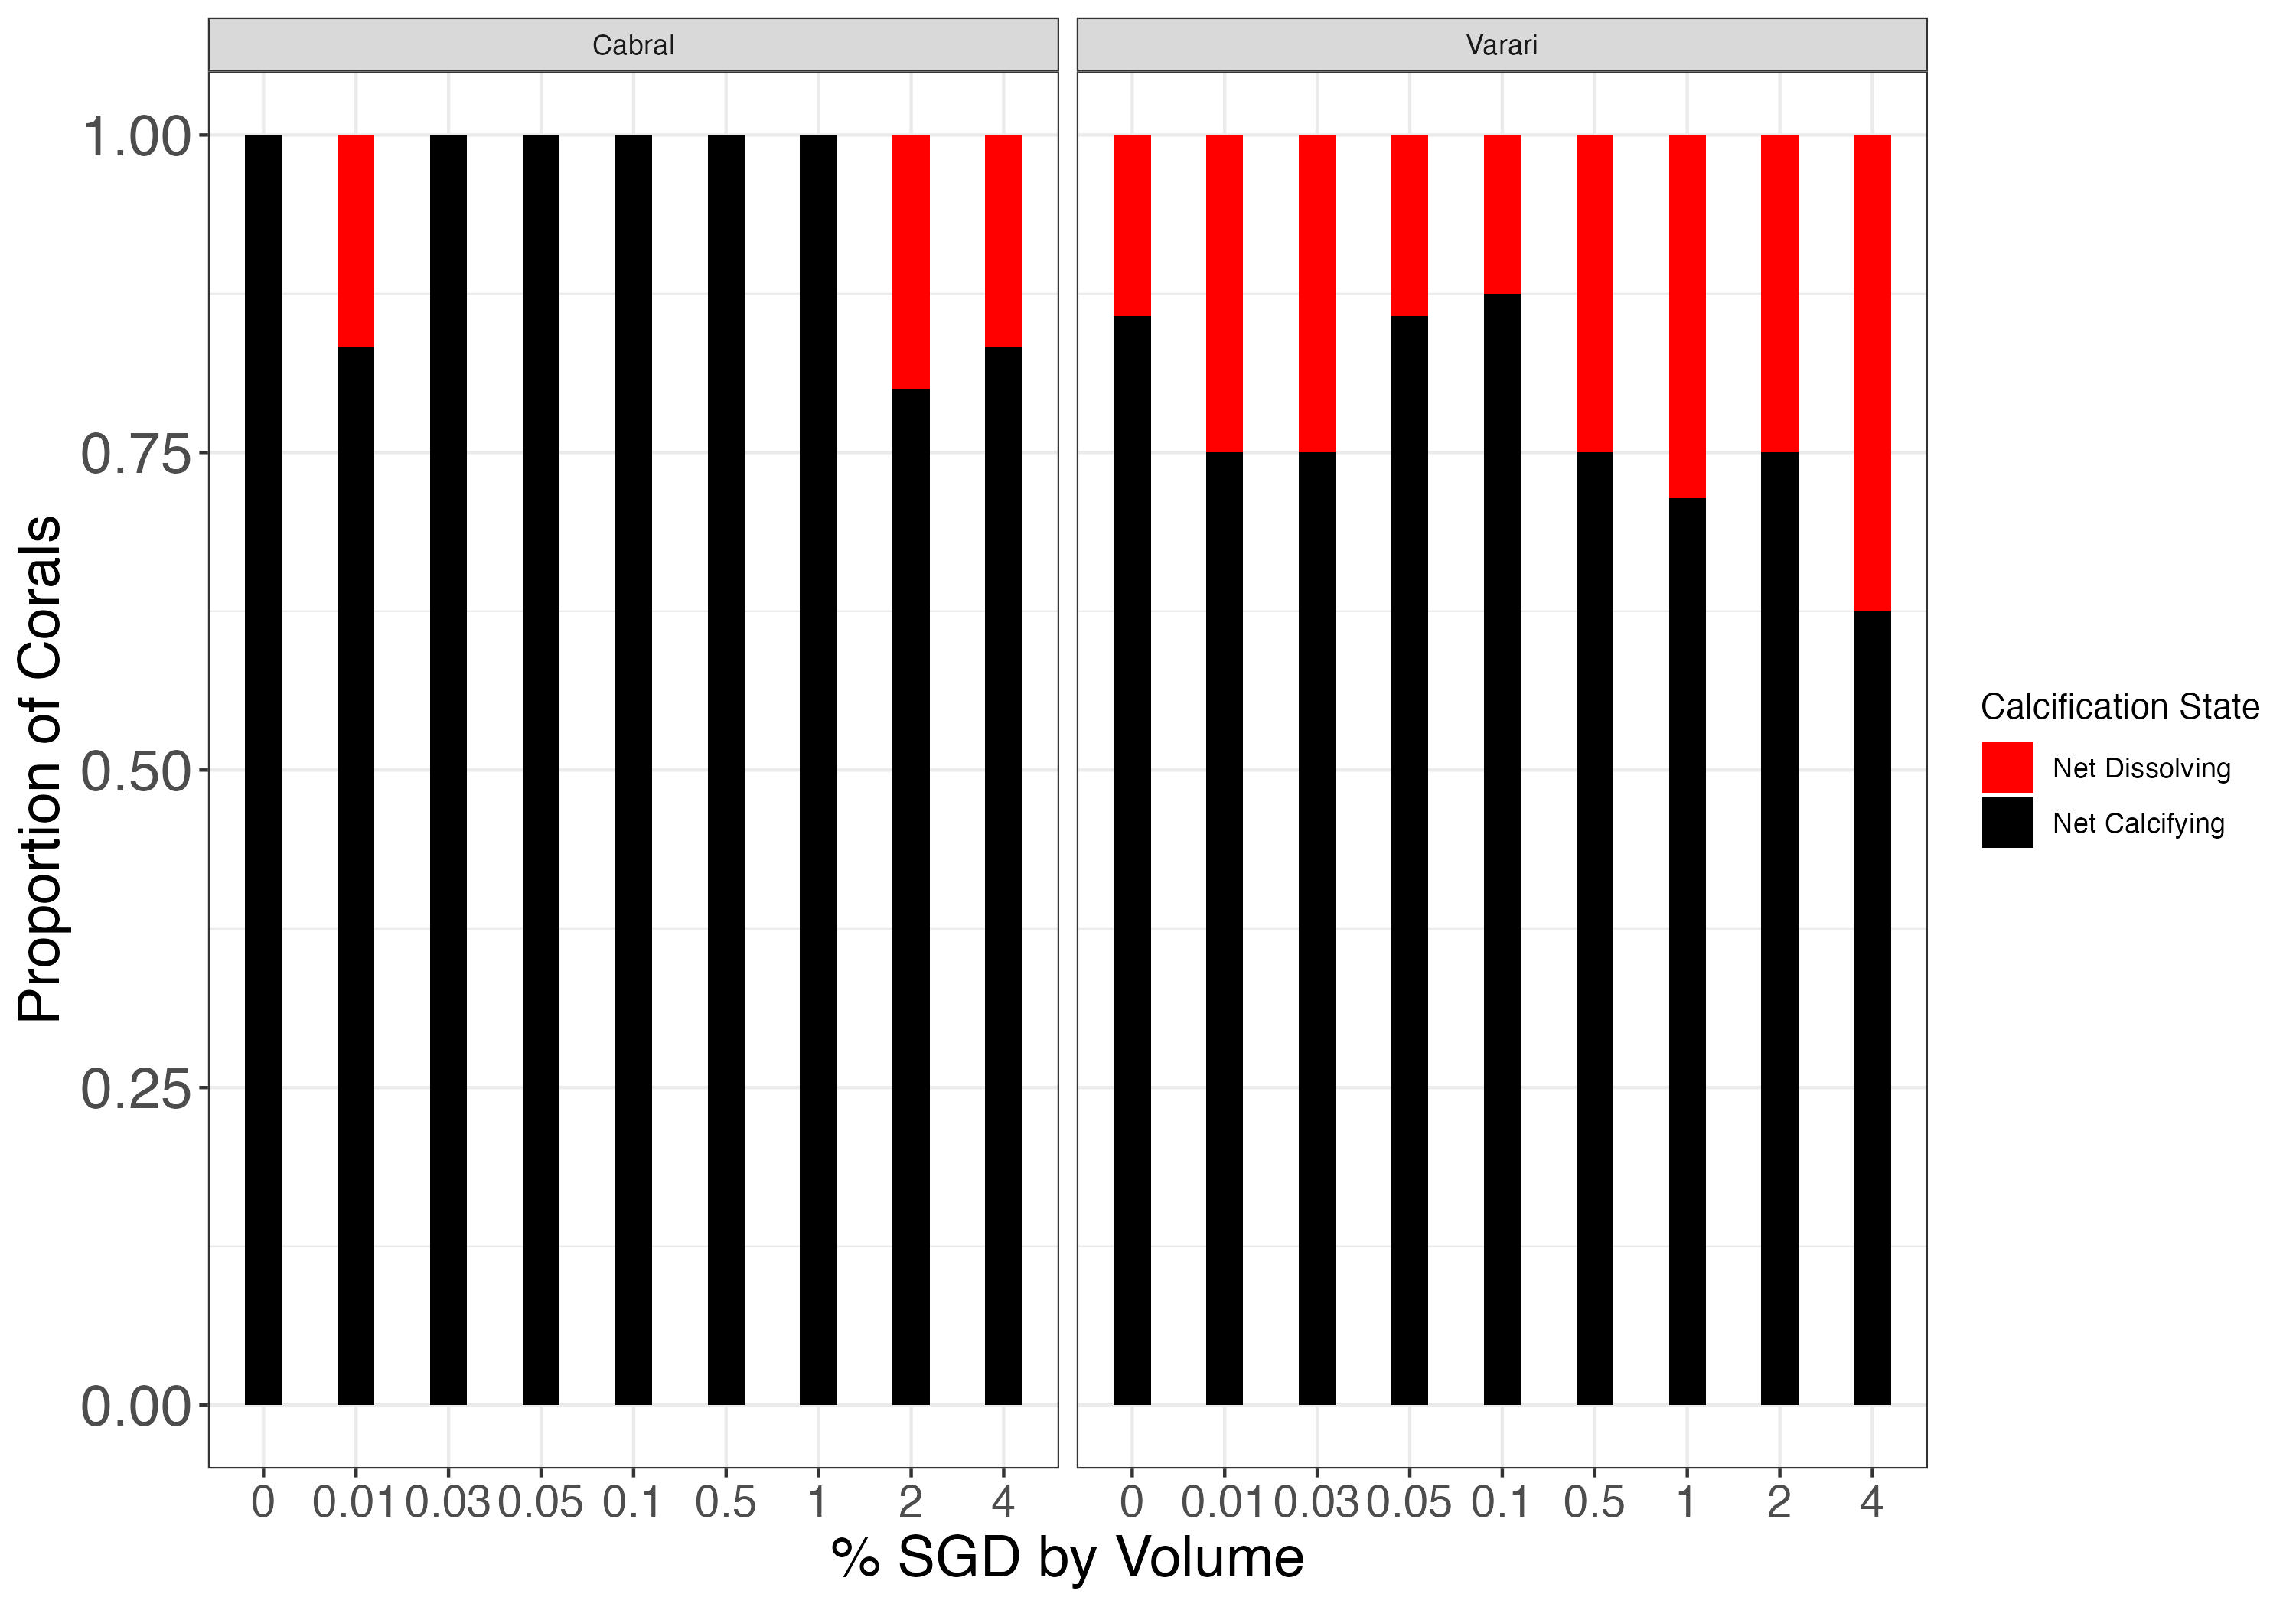 Cabral
Varari
1.00
0.75
0.50
0.25
0.00
Proportion of Corals
0 0.01 0.03 0.05 0.1 0.5 1 2 4
0 0.01 0.03 0.05 0.1 0.5 1 2 4
% SGD by Volume
Calcification State
Net Dissolving
Net Calcifying